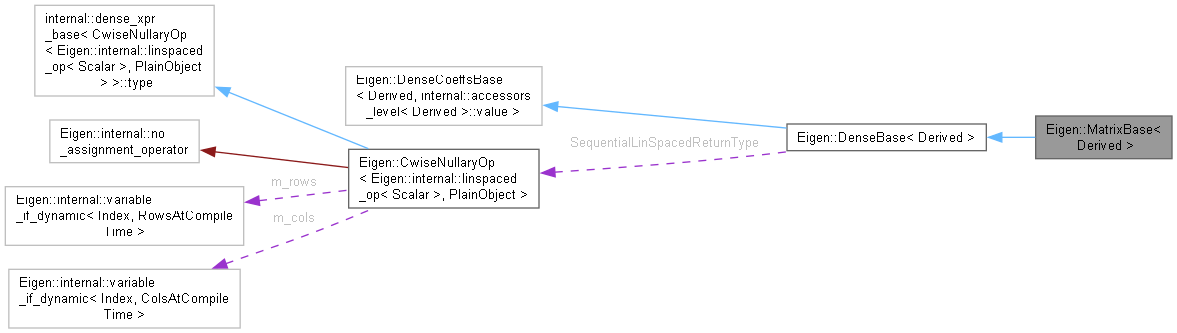 internal::dense_xpr
_base< CwiseNullaryOp
< Eigen::internal::linspaced
_op< Scalar >, PlainObject
> >::type
Eigen::internal::no
_assignment_operator
Eigen::internal::variable
_if_dynamic< Index, RowsAtCompile
Time >
Eigen::internal::variable
_if_dynamic< Index, ColsAtCompile
Time >
m_rows
m_cols
Eigen::DenseCoeffsBase
< Derived, internal::accessors
_level< Derived >::value >
Eigen::CwiseNullaryOp
< Eigen::internal::linspaced
_op< Scalar >, PlainObject >
SequentialLinSpacedReturnType
Eigen::DenseBase< Derived >
Eigen::MatrixBase<
Derived >